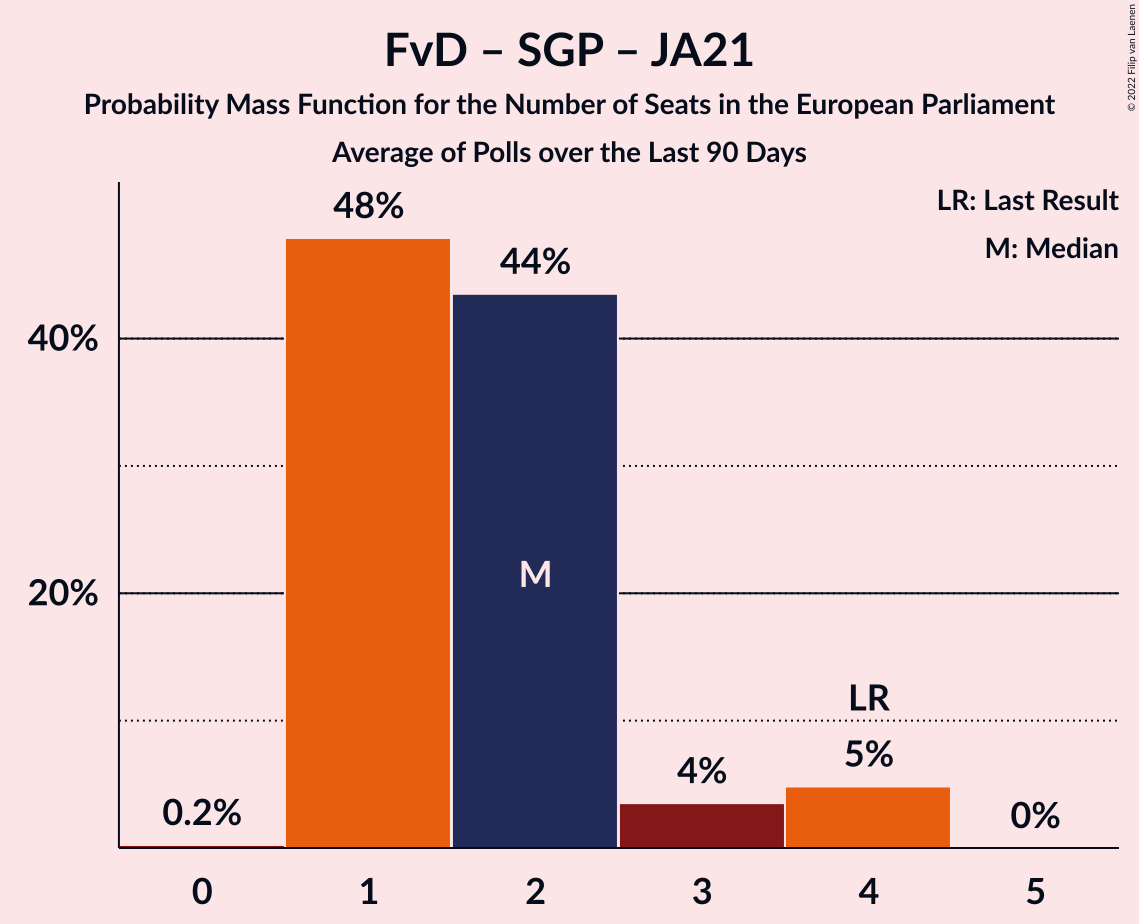 FvD – SGP – JA21
Probability Mass Function for the Number of Seats in the European Parliament
Average of Polls over the Last 90 Days
© 2022 Filip van Laenen
LR: Last Result
M: Median
48%
44%
40%
M
20%
LR
5%
4%
0.2%
0%
0 1 2 3 4 5